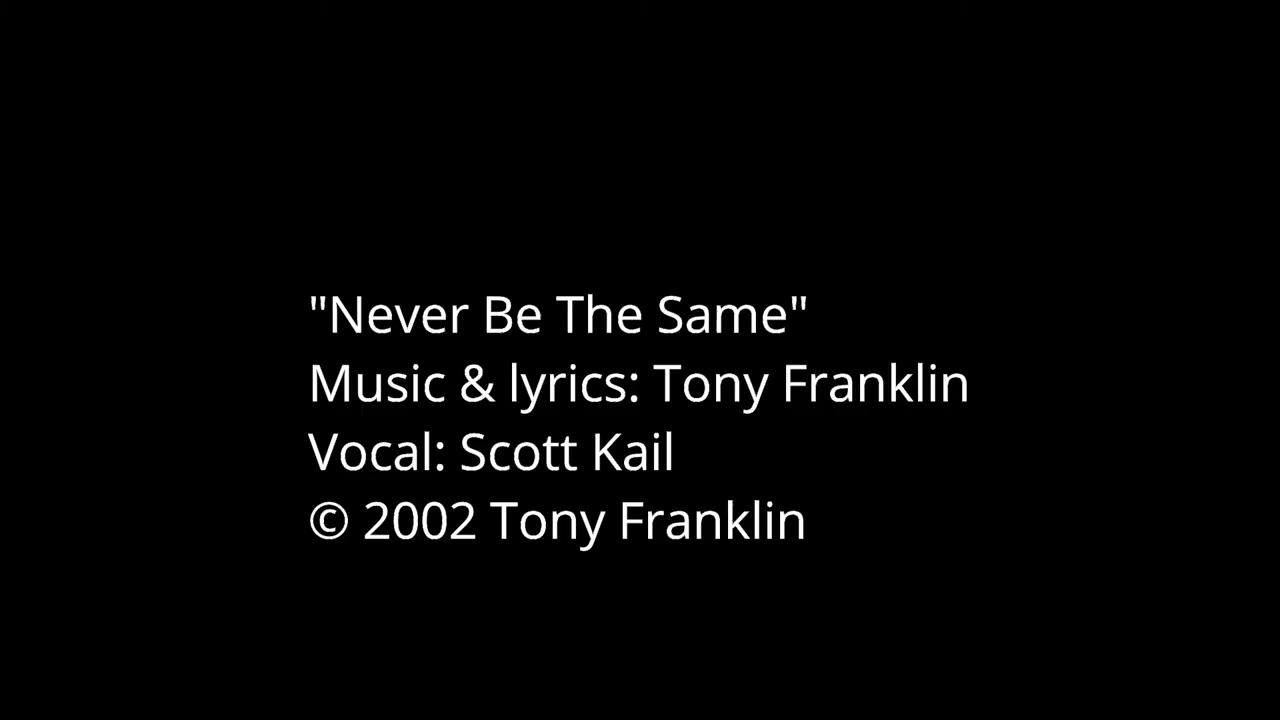 "Never Be The Same"
Music & lyrics: Tony Franklin
Vocal: Scott Kail
© 2002 Tony Franklin